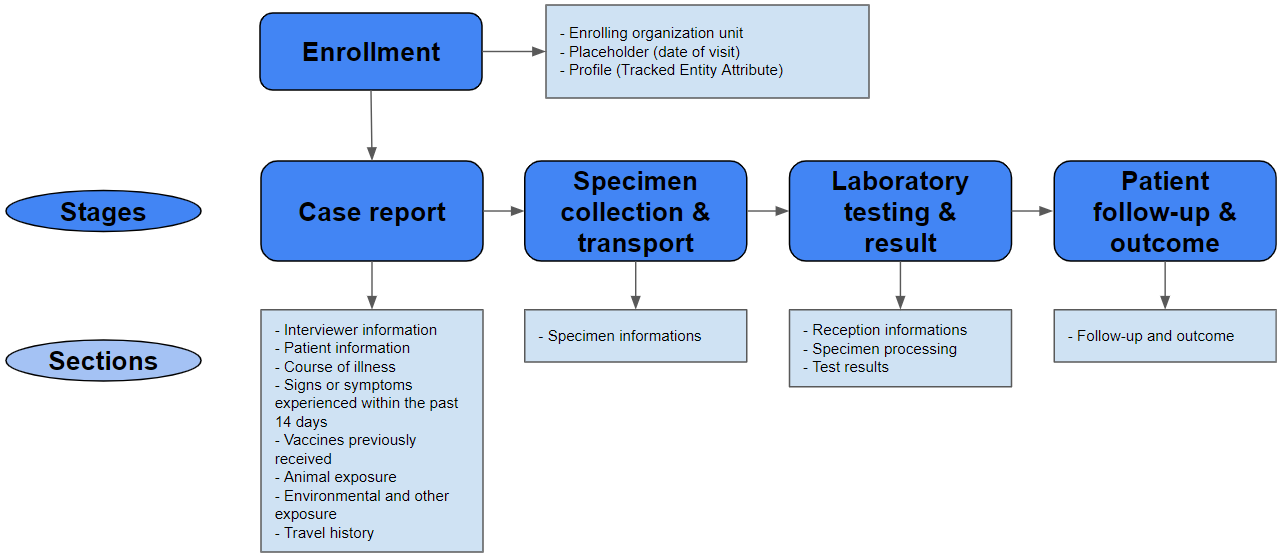 Enrollment
- Enrolling organization unit
- Placeholder (date of visit)
- Profile (Tracked Entity Attribute)
Stages
Case report
Specimen
collection &
transport
Laboratory
testing &
result
Patient
follow-up &
outcome
Sections
- Interviewer information
- Patient information
- Course of illness
- Signs or symptoms
experienced within the past
14 days
- Vaccines previously
received
- Animal exposure
- Environmental and other
exposure
- Travel history
- Specimen informations
- Reception informations
- Specimen processing
- Test results
- Follow-up and outcome